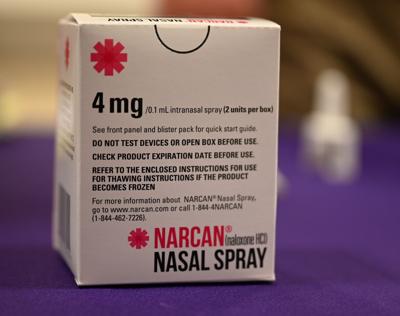 4 mg /0.1 mL intranasal spray (2 units per box)
See front panel and blister pack for quick start guide.
DO NOT TEST DEVICES OR OPEN BOX BEFORE USE.
CHECK PRODUCT EXPIRATION DATE BEFORE USE.
REFER TO THE ENCLOSED INSTRUCTIONS FOR USE
FOR THAWING INSTRUCTIONS IF THE PRODUCT
BECOMES FROZEN
For more information about NARCAN® Nasal Spray,
go to www.narcan.com or call 1-844-4NARCAN
(1-844-462-7226).
NARCAN® (naloxone HCl)
NASAL SPRAY